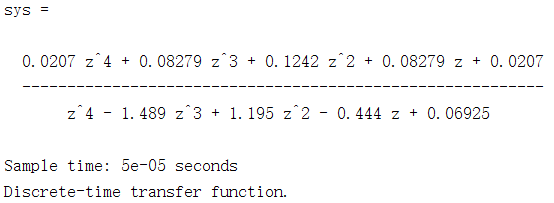 sys =
0.0207 z^4 + 0.08279 z^3 + 0.1242 z^2 + 0.08279 z + 0.0207
----------------------------------------------------------
z^4 - 1.489 z^3 + 1.195 z^2 - 0.444 z + 0.06925
Sample time: 5e-05 seconds
Discrete-time transfer function.